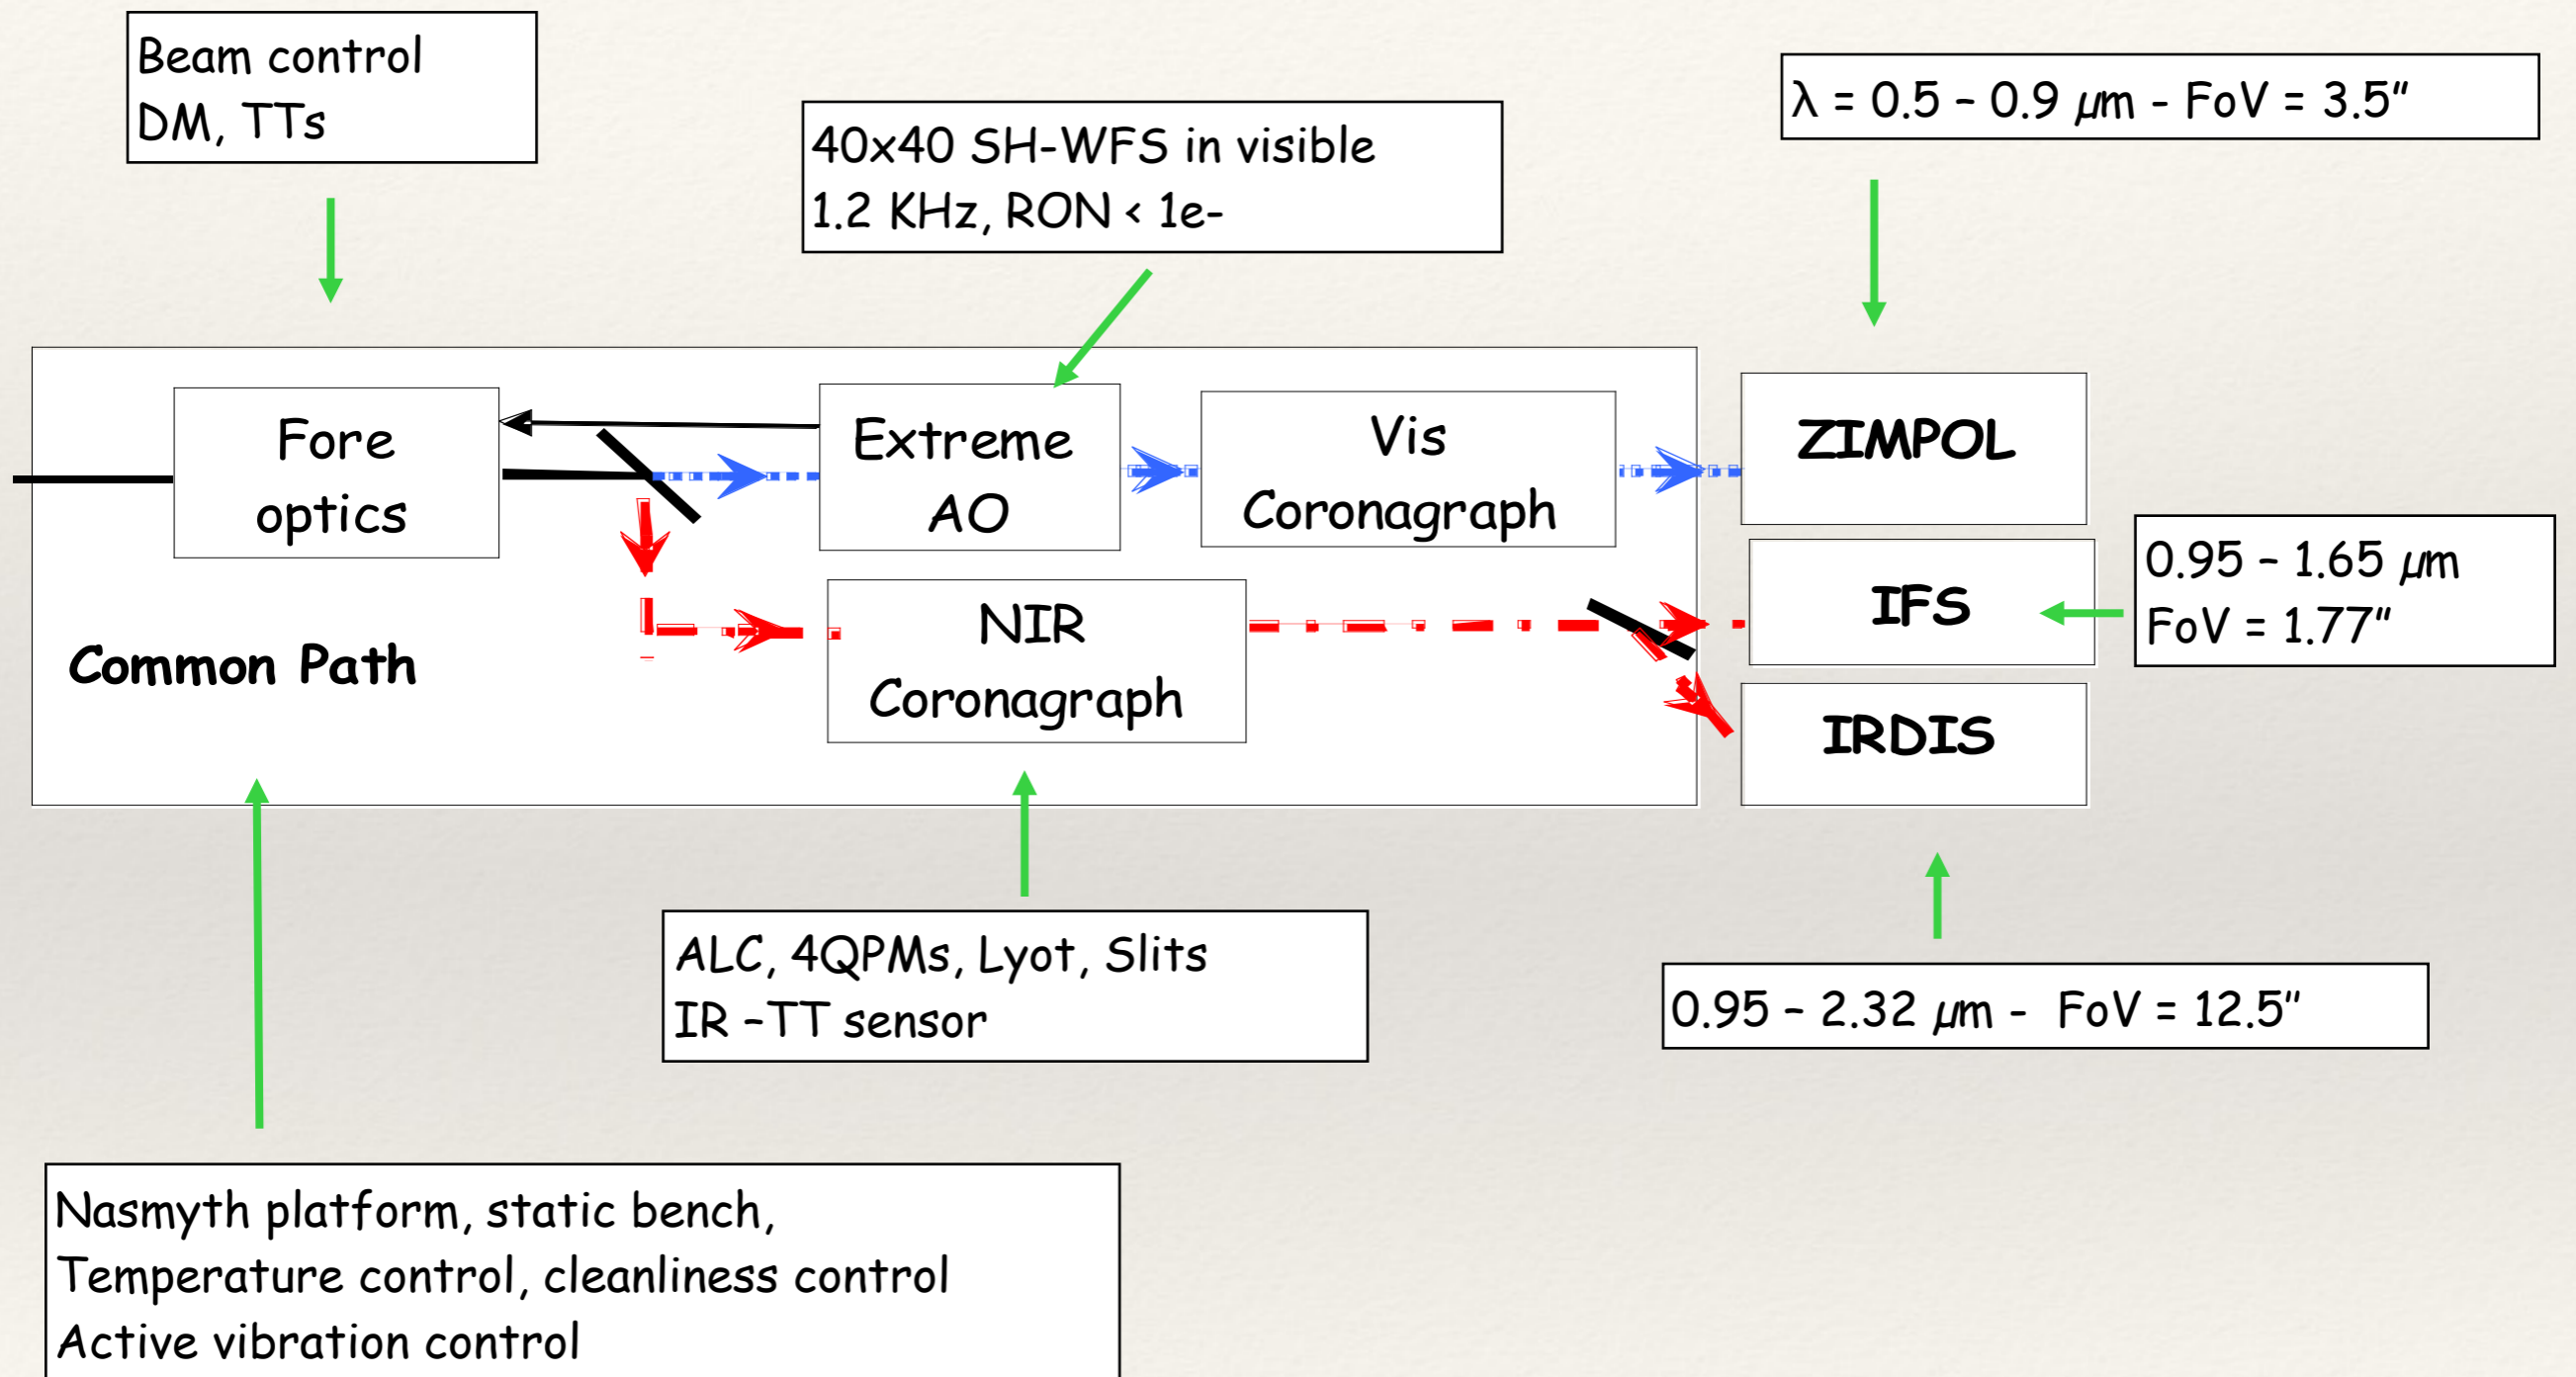 Beam control
DM, TTs
40x40 SH-WFS in visible
1.2 KHz, RON < 1e-
λ = 0.5 – 0.9 μm - FoV = 3.5"
Fore
optics
Extreme
AO
Vis
Coronagraph
ZIMPOL
Common Path
NIR
Coronagraph
IFS
0.95 – 1.65 μm
FoV = 1.77"
IRDIS
ALC, 4QPMs, Lyot, Slits
IR –TT sensor
0.95 – 2.32 μm -  FoV = 12.5"
Nasmyth platform, static bench,
Temperature control, cleanliness control
Active vibration control